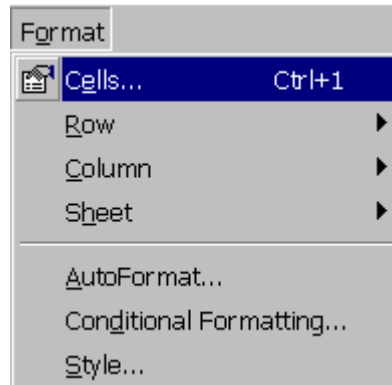 Format
Cells... Ctrl+1
Row
Column
Sheet
AutoFormat...
Conditional Formatting...
Style...